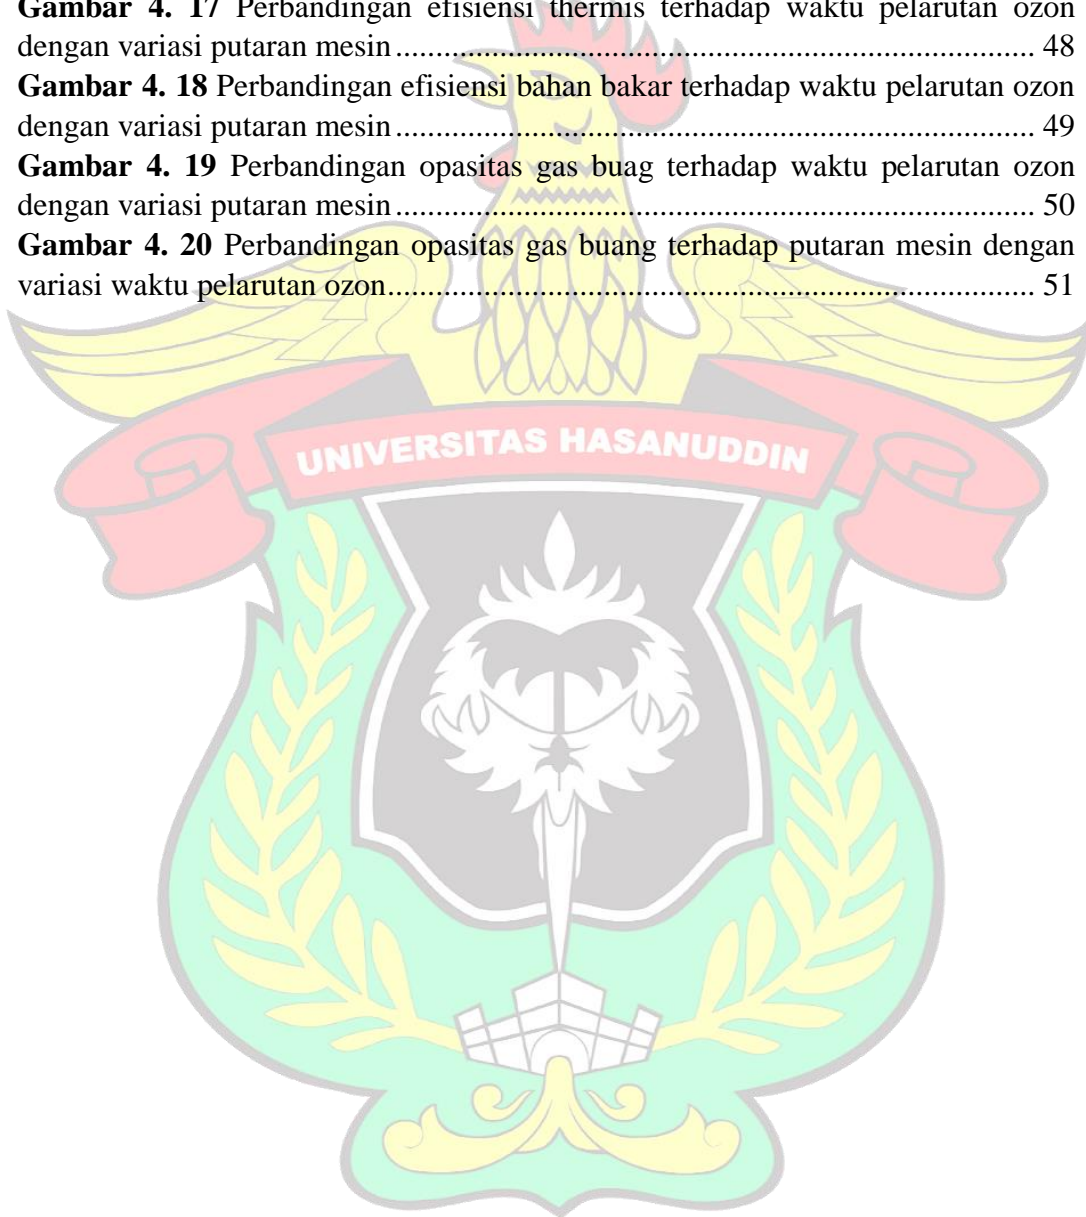 Gambar 4. 17 Perbandingan efisiensi thermis terhadap waktu pelarutan ozon
dengan variasi putaran mesin................................................................................ 48
Gambar 4. 18 Perbandingan efisiensi bahan bakar terhadap waktu pelarutan ozon
dengan variasi putaran mesin................................................................................ 49
Gambar 4. 19 Perbandingan opasitas gas buag terhadap waktu pelarutan ozon
dengan variasi putaran mesin................................................................................ 50
Gambar 4. 20 Perbandingan opasitas gas buang terhadap putaran mesin dengan
variasi waktu pelarutan ozon................................................................................. 51
UNIVERSITAS HASANUDDIN